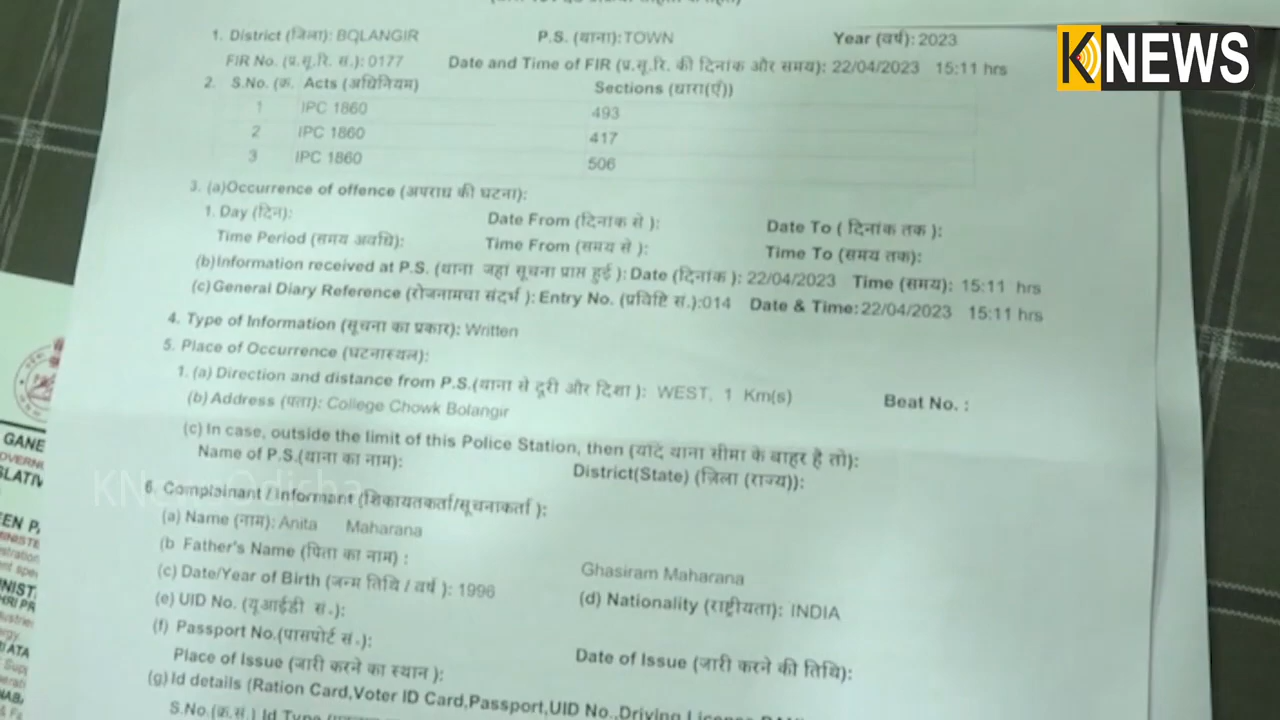 KNEWS
1. District (जिला): BOLANGIR P.S. (थाना): TOWN Year (वर्ष): 2023
FIR No. (प्र.सू.रि. सं.): 0177 Date and Time of FIR (प्र.सू.रि. की दिनांक और समय): 22/04/2023 15:11 hrs
2. S.No. (क्र. Acts (अधिनियम) Sections (धारा(एँ))
1 IPC 1860 493
2 IPC 1860 417
3 IPC 1860 506
3. (a)Occurrence of offence (अपराध की घटना):
1. Day (दिन): Date From (दिनांक से ): Date To ( दिनांक तक ):
Time Period (समय अवधि): Time From (समय से ): Time To (समय तक):
(b)Information received at P.S. (थाना जहां सूचना प्राप्त हुई ): Date (दिनांक ): 22/04/2023 Time (समय): 15:11 hrs
(c)General Diary Reference (रोजनामचा संदर्भ ): Entry No. (प्रविष्टि सं.):014 Date & Time: 22/04/2023 15:11 hrs
4. Type of Information (सूचना का प्रकार): Written
5. Place of Occurrence (घटनास्थल):
1. (a) Direction and distance from P.S.(थाना से दूरी और दिशा ): WEST, 1 Km(s) Beat No. :
(b) Address (पता): College Chowk Bolangir
(c) In case, outside the limit of this Police Station, then (यदि थाना सीमा के बाहर है तो):
Name of P.S.(थाना का नाम): District(State) (ज़िला (राज्य)):
6. Complainant / Informant (शिकायतकर्ता/सूचनाकर्ता ):
(a) Name (नाम): Anita Maharana
(b Father's Name (पिता का नाम) : Ghasiram Maharana
(c) Date/Year of Birth (जन्म तिथि / वर्ष ): 1996 (d) Nationality (राष्ट्रीयता): INDIA
(e) UID No. (यूआईडी सं.):
(f) Passport No.(पासपोर्ट सं.):
Place of Issue (जारी करने का स्थान ): Date of Issue (जारी करने की तिथि):
(g) Id details (Ration Card,Voter ID Card,Passport,UID No.,Driving
S.No.(क्र.सं.) Id Type